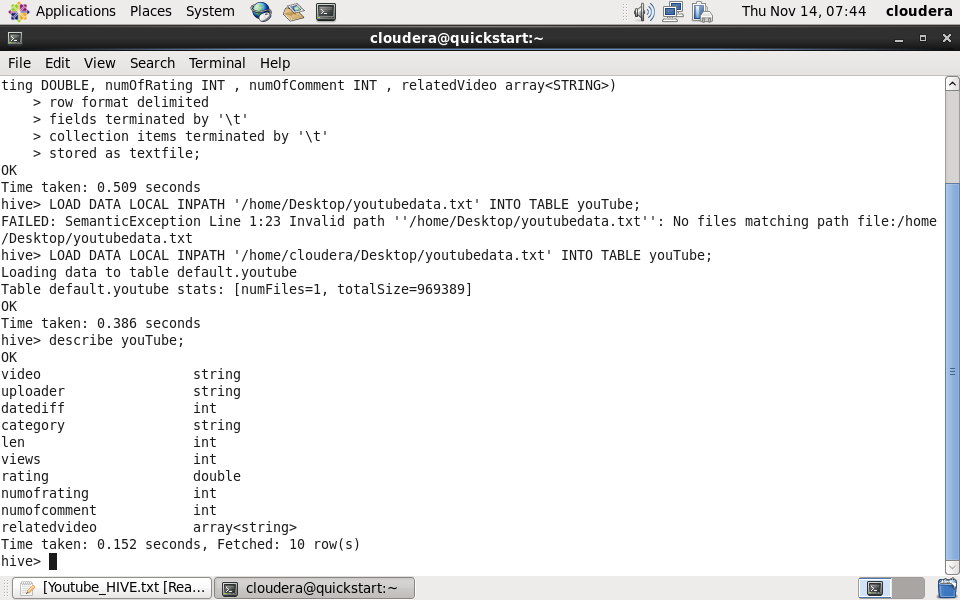 Applications Places System Thu Nov 14, 07:44 cloudera
cloudera@quickstart:~
File Edit View Search Terminal Help
ting DOUBLE, numOfRating INT , numOfComment INT , relatedVideo array<STRING>)
    > row format delimited
    > fields terminated by '\t'
    > collection items terminated by '\t'
    > stored as textfile;
OK
Time taken: 0.509 seconds
hive> LOAD DATA LOCAL INPATH '/home/Desktop/youtubedata.txt' INTO TABLE youTube;
FAILED: SemanticException Line 1:23 Invalid path ''/home/Desktop/youtubedata.txt'': No files matching path file:/home
/Desktop/youtubedata.txt
hive> LOAD DATA LOCAL INPATH '/home/cloudera/Desktop/youtubedata.txt' INTO TABLE youTube;
Loading data to table default.youtube
Table default.youtube stats: [numFiles=1, totalSize=969389]
OK
Time taken: 0.386 seconds
hive> describe youTube;
OK
video                   string
uploader                string
datediff                int
category                string
len                     int
views                   int
rating                  double
numofrating             int
numofcomment            int
relatedvideo            array<string>
Time taken: 0.152 seconds, Fetched: 10 row(s)
hive>
[Youtube_HIVE.txt [Rea... cloudera@quickstart:~